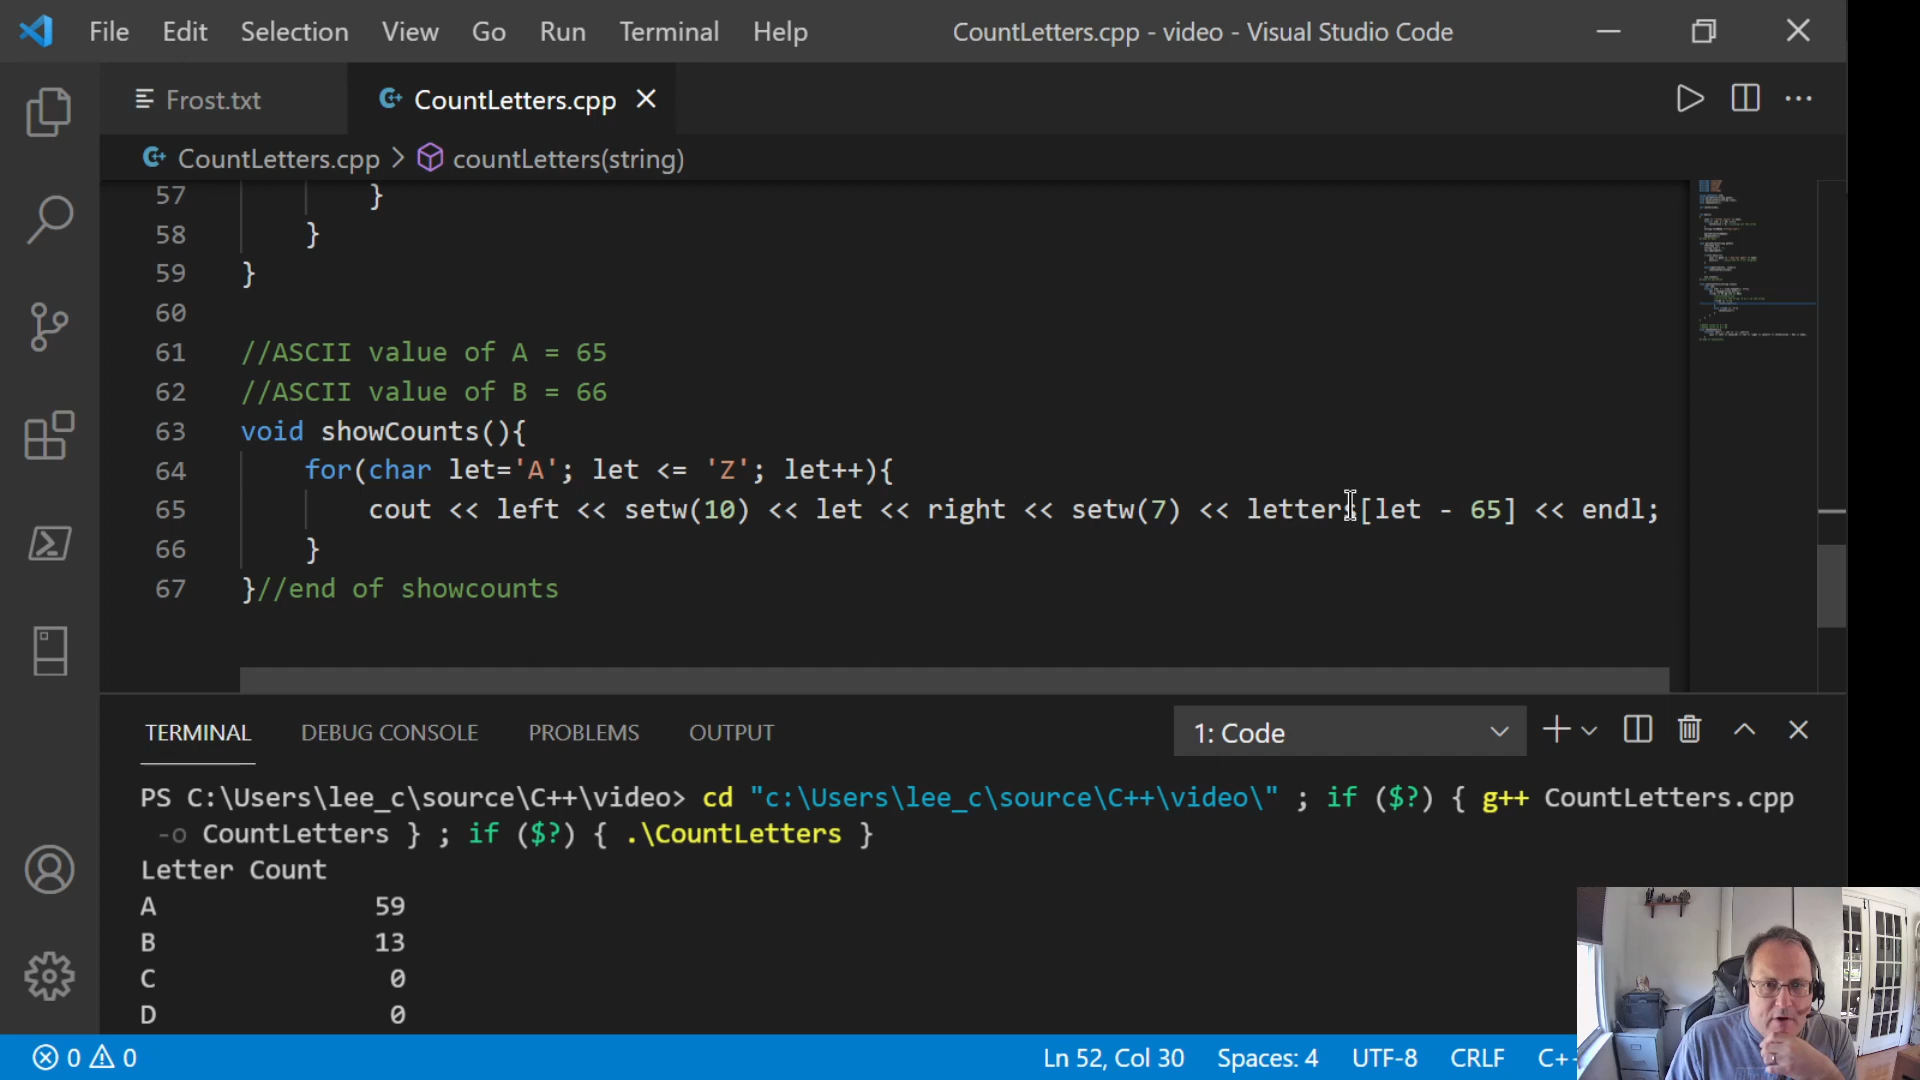 File Edit Selection View Go Run Terminal Help CountLetters.cpp - video - Visual Studio Code
Frost.txt CountLetters.cpp
CountLetters.cpp > countLetters(string)
57 }
58 }
59 }
60
61 //ASCII value of A = 65
62 //ASCII value of B = 66
63 void showCounts(){
64 for(char let='A'; let <= 'Z'; let++){
65 cout << left << setw(10) << let << right << setw(7) << letters[let - 65] << endl;
66 }
67 }//end of showcounts
TERMINAL DEBUG CONSOLE PROBLEMS OUTPUT 1: Code
PS C:\Users\lee_c\source\C++\video> cd "c:\Users\lee_c\source\C++\video\" ; if ($?) { g++ CountLetters.cpp
-o CountLetters } ; if ($?) { .\CountLetters }
Letter Count
A 59
B 13
C 0
D 0
0 0 Ln 52, Col 30 Spaces: 4 UTF-8 CRLF C++